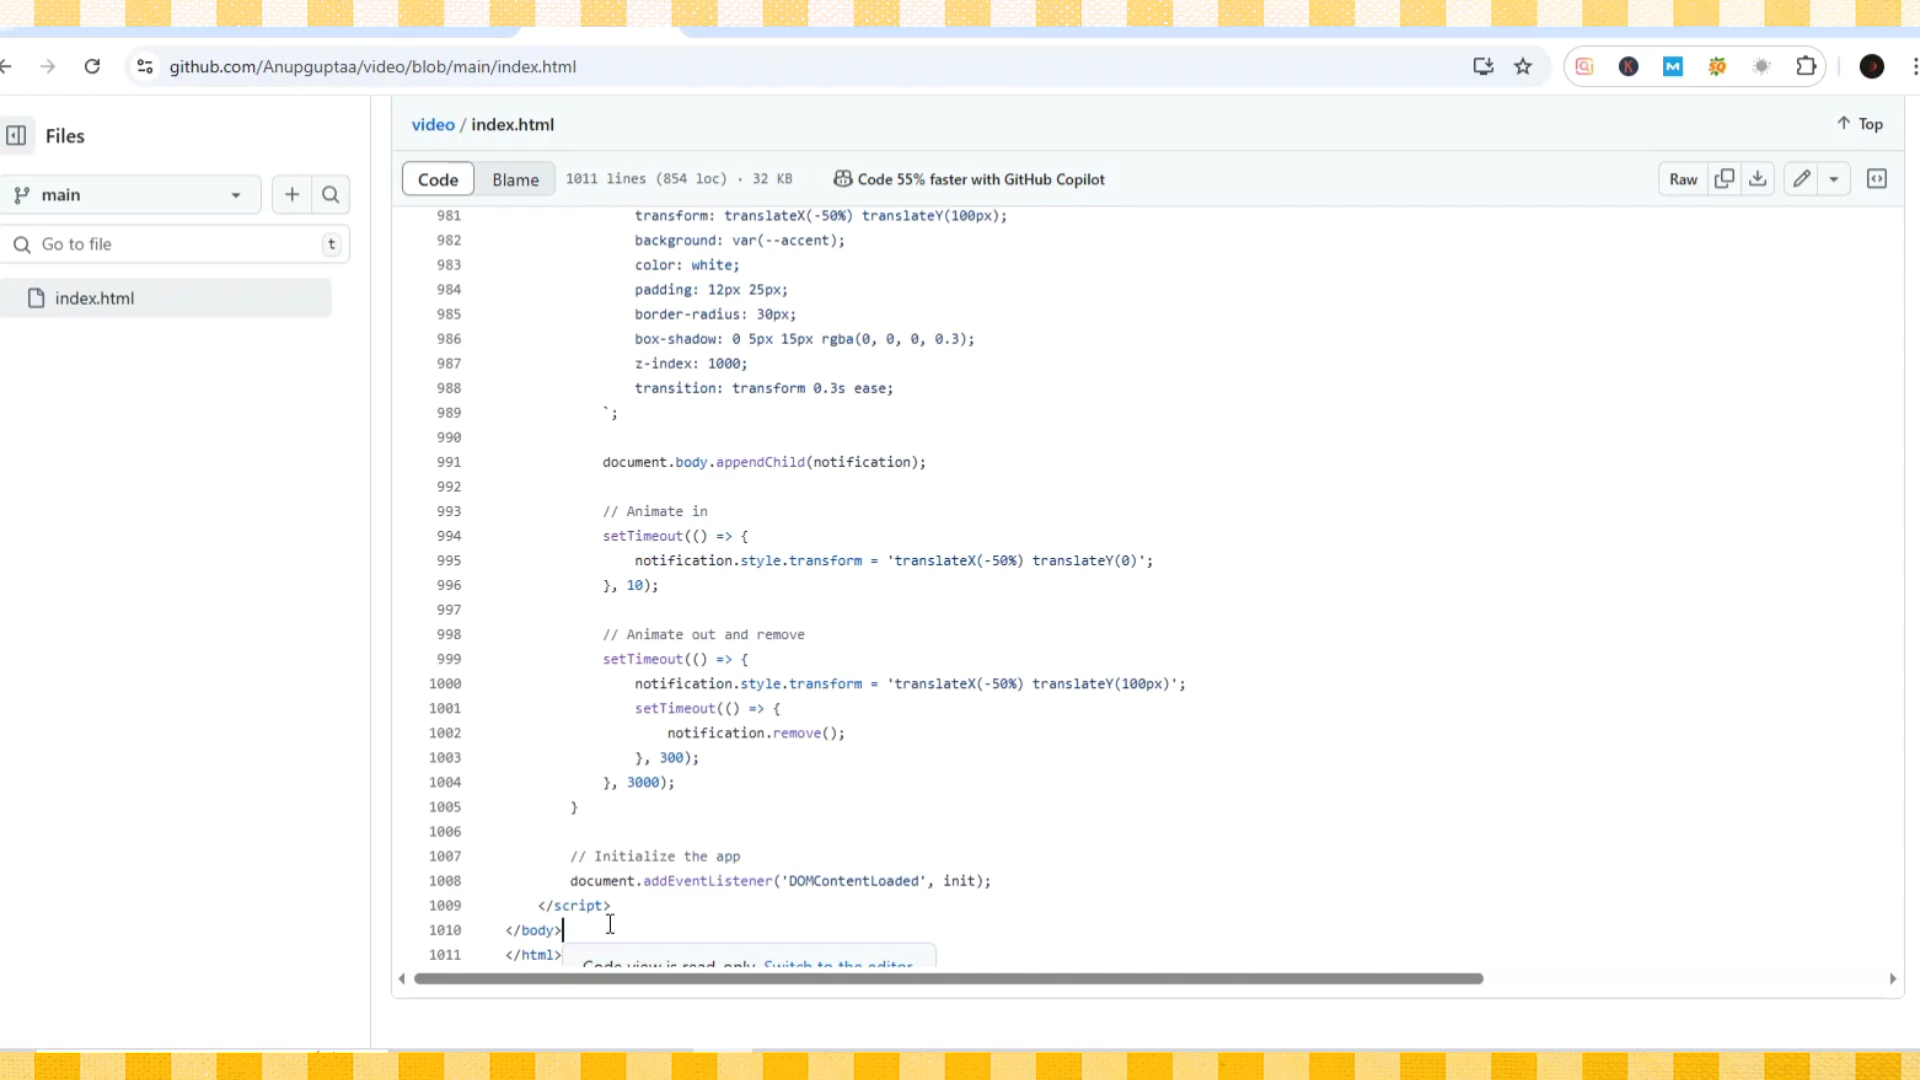 github.com/Anupguptaa/video/blob/main/index.html
Files
video / index.html
Top
main
Code Blame 1011 lines (854 loc) · 32 KB Code 55% faster with GitHub Copilot Raw
Go to file t
index.html
981 transform: translateX(-50%) translateY(100px);
982 background: var(--accent);
983 color: white;
984 padding: 12px 25px;
985 border-radius: 30px;
986 box-shadow: 0 5px 15px rgba(0, 0, 0, 0.3);
987 z-index: 1000;
988 transition: transform 0.3s ease;
989 `;
990
991 document.body.appendChild(notification);
992
993 // Animate in
994 setTimeout(() => {
995 notification.style.transform = 'translateX(-50%) translateY(0)';
996 }, 10);
997
998 // Animate out and remove
999 setTimeout(() => {
1000 notification.style.transform = 'translateX(-50%) translateY(100px)';
1001 setTimeout(() => {
1002 notification.remove();
1003 }, 300);
1004 }, 3000);
1005 }
1006
1007 // Initialize the app
1008 document.addEventListener('DOMContentLoaded', init);
1009 </script>
1010 </body>
1011 </html>
Code view is read-only. Switch to the editor